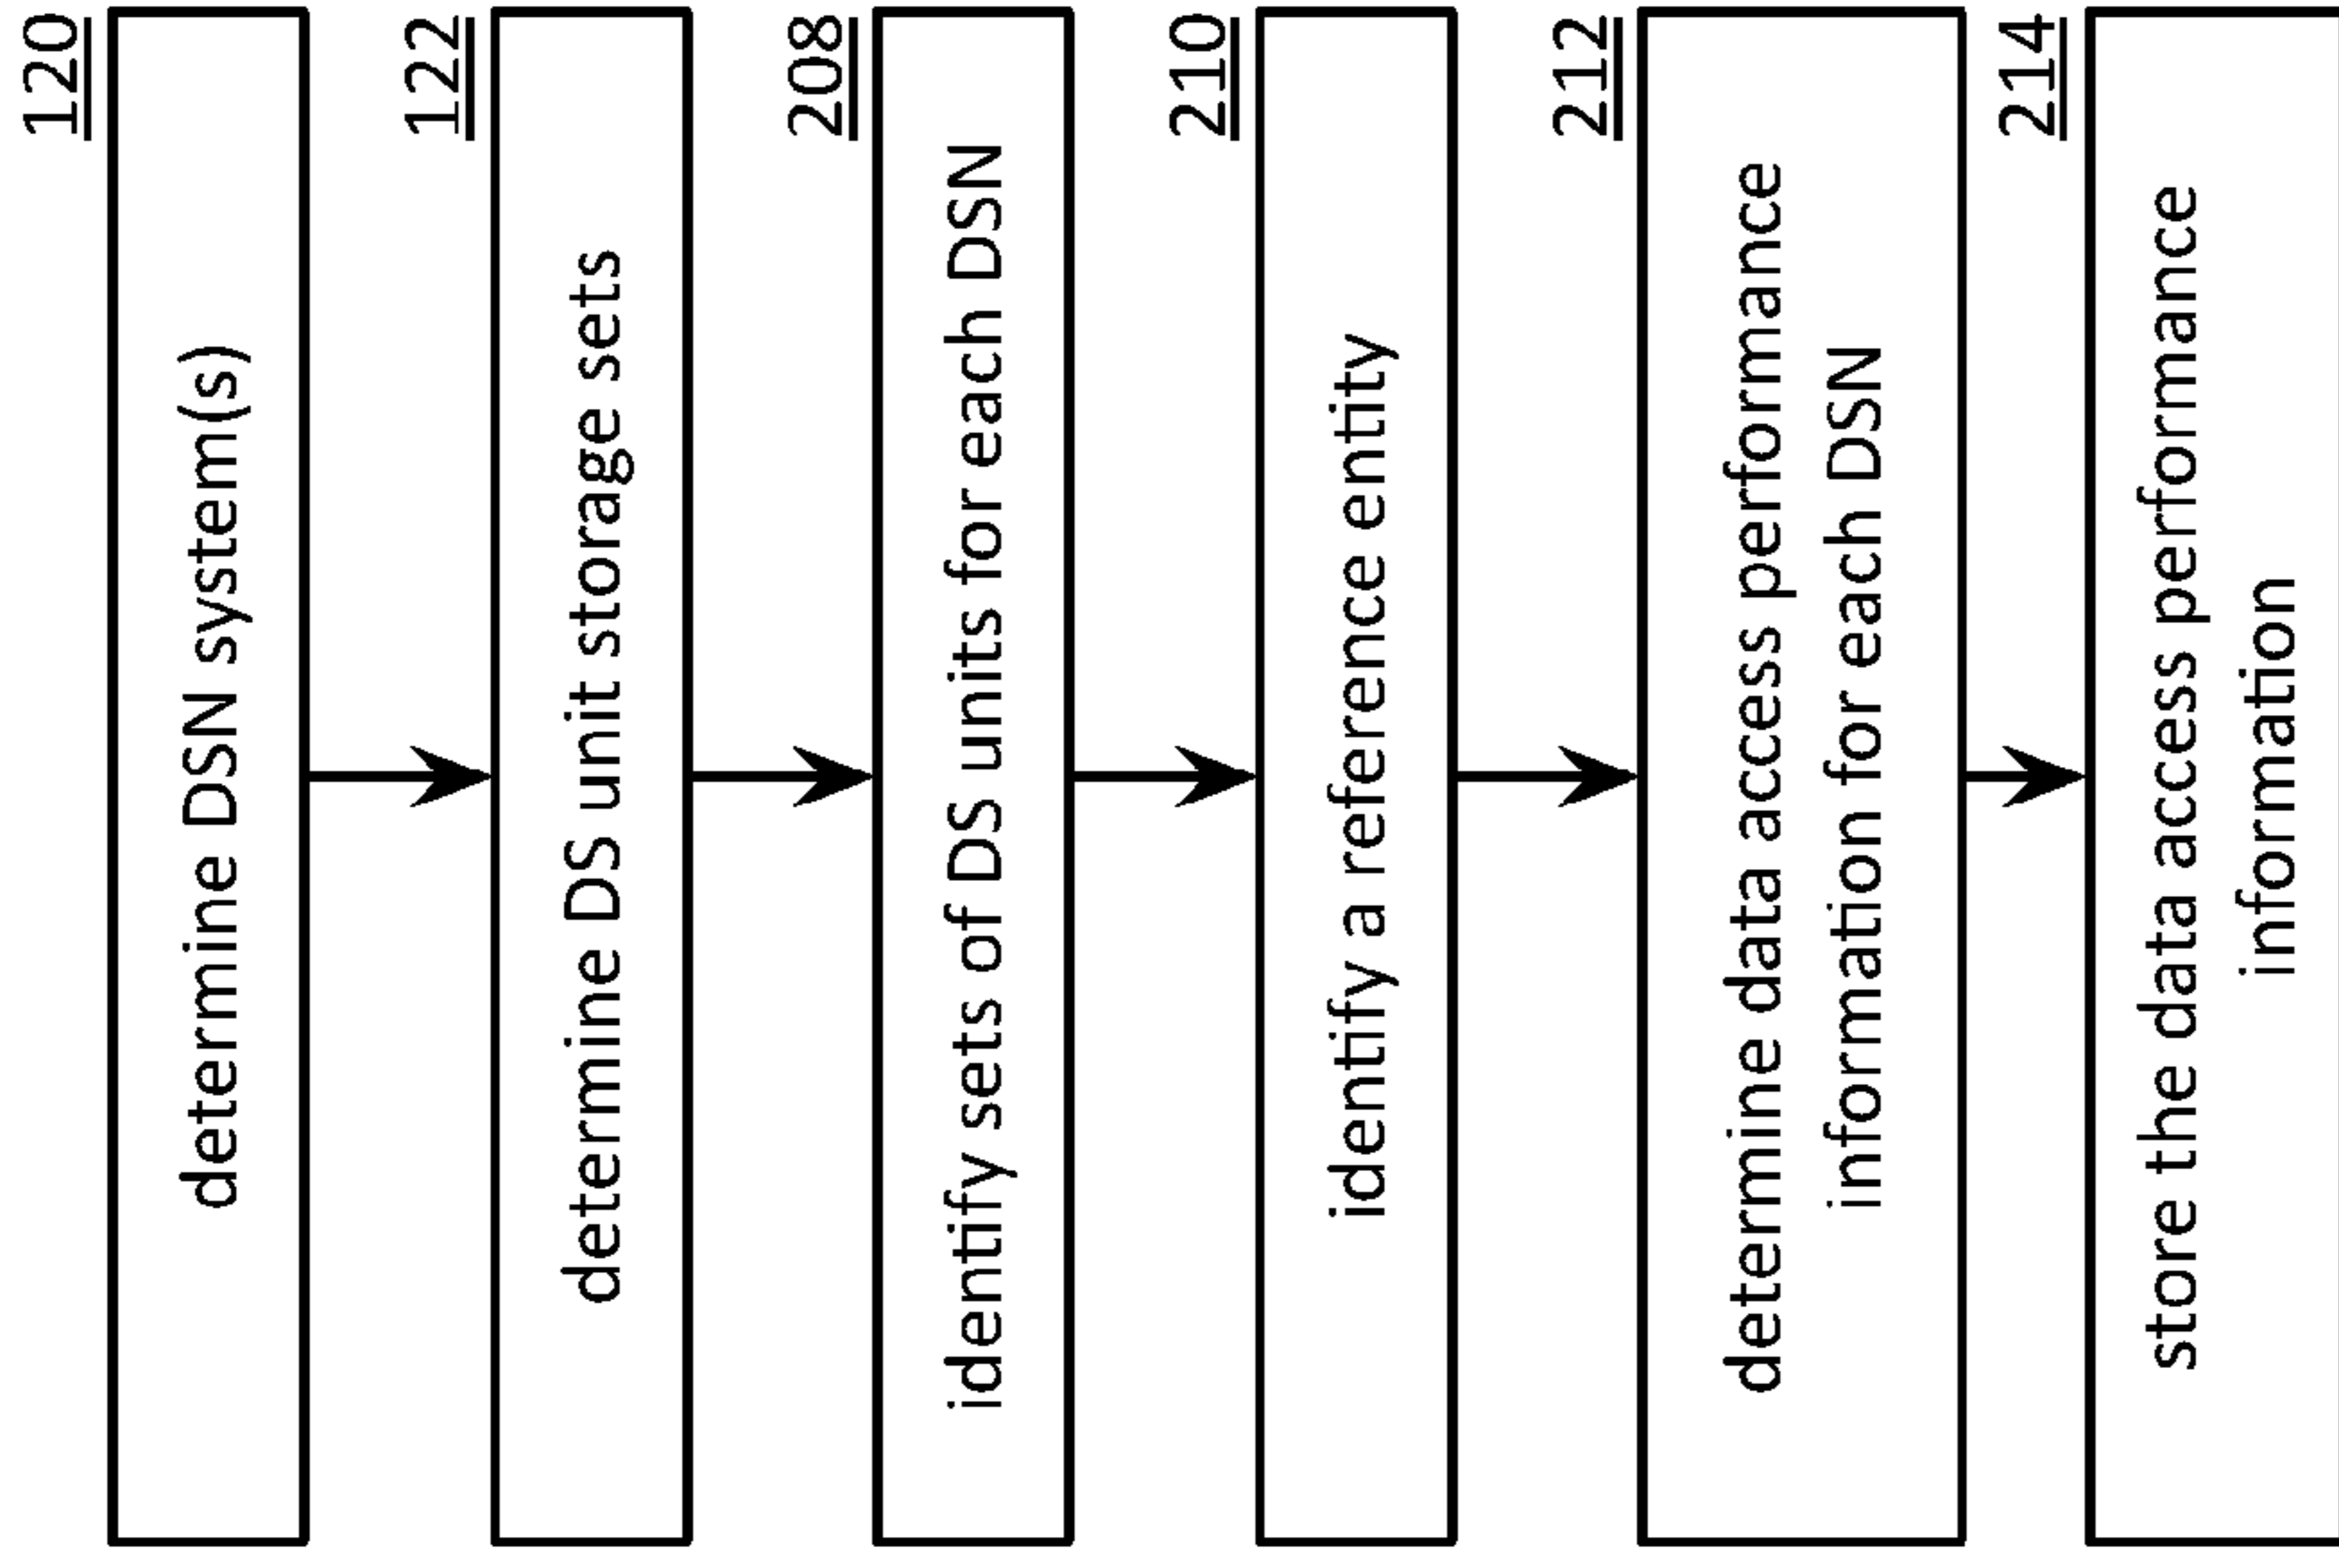 120
determine DSN system(s)
122
determine DS unit storage sets
208
identify sets of DS units for each DSN
210
identify a reference entity
212
determine data access performance
information for each DSN
214
store the data access performance
information